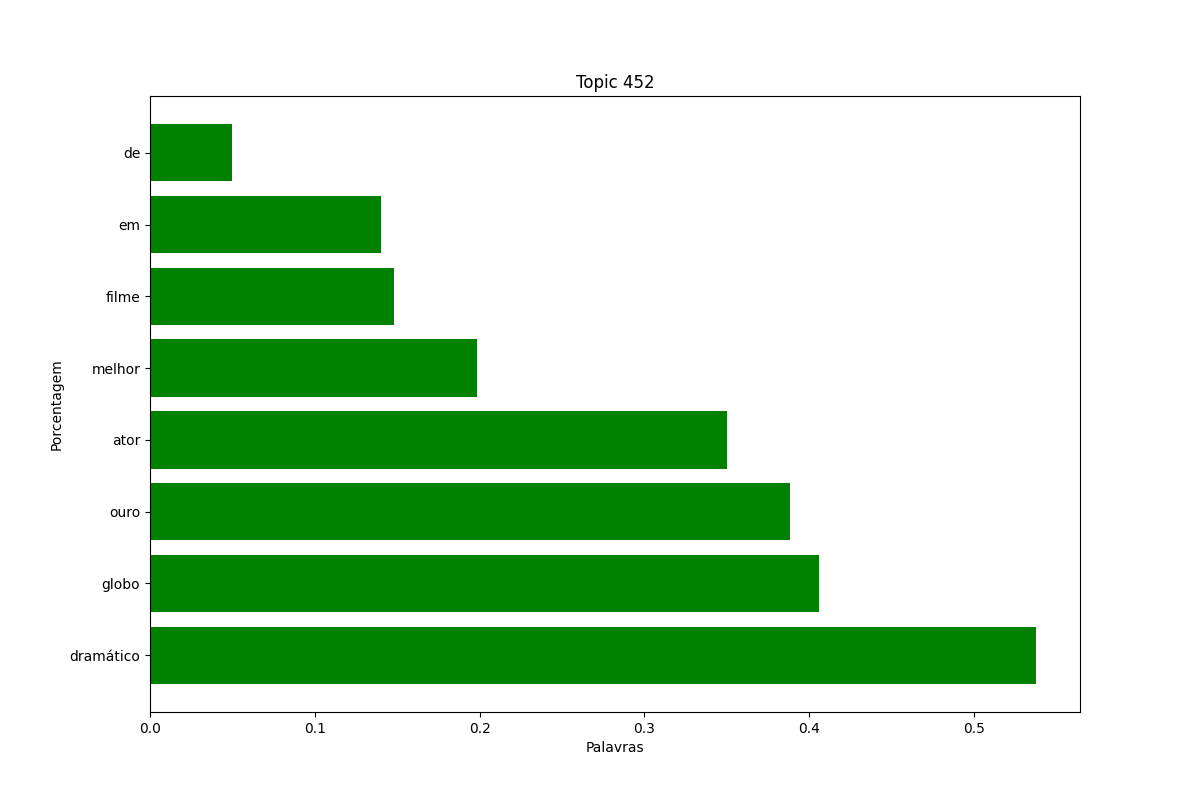 Topic 452
de
em
filme
melhor
ator
ouro
globo
dramático
Porcentagem
0.0 0.1 0.2 0.3 0.4 0.5
Palavras